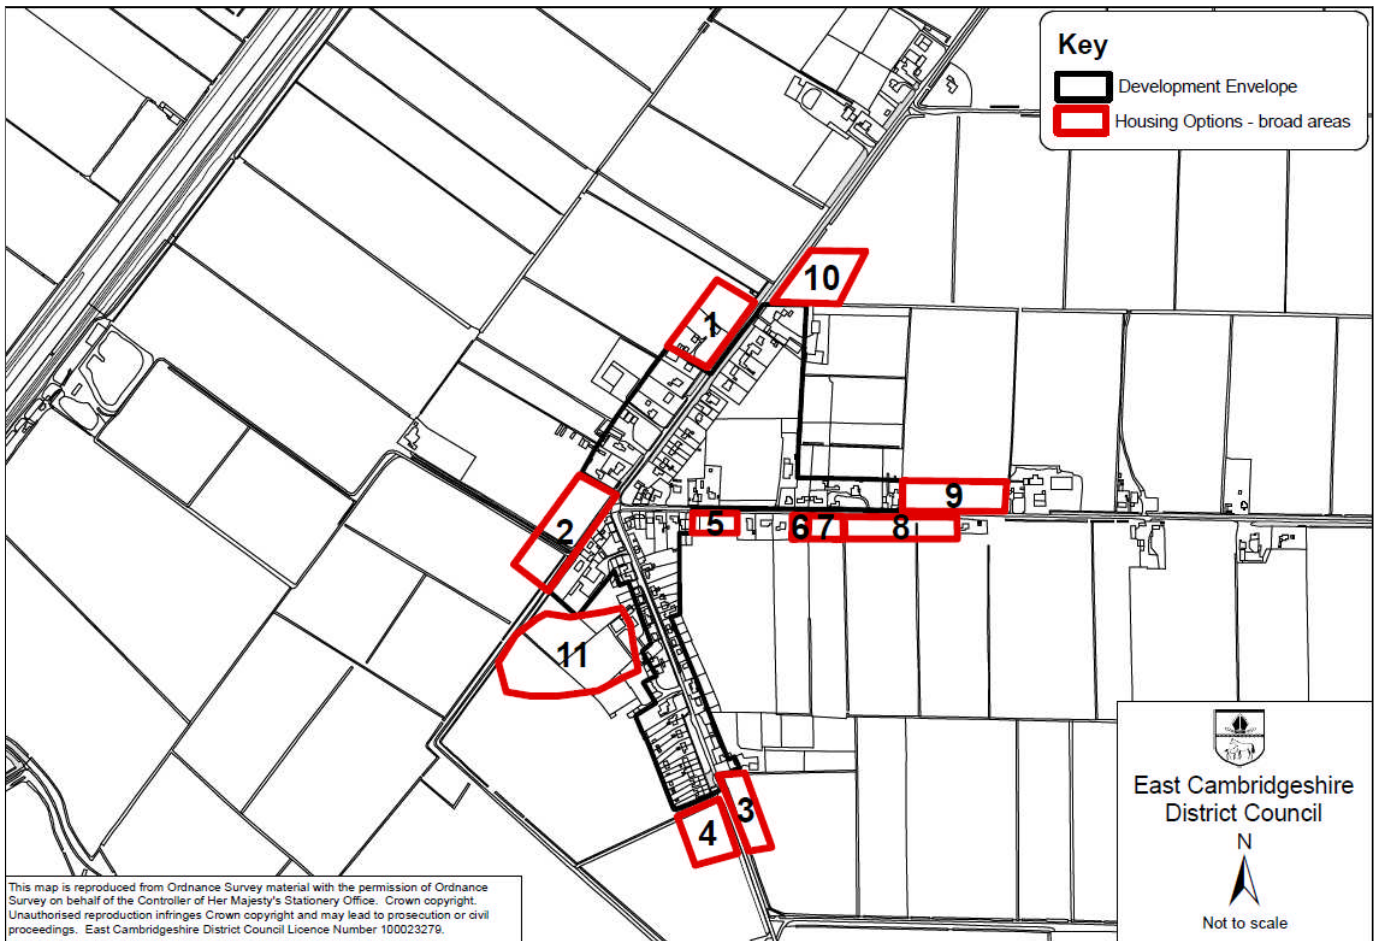 Key
Development Envelope
Housing Options - broad areas
10
1
9
5
6
7
8
2
11
3
4
East Cambridgeshire
District Council
N
Not to scale
This map is reproduced from Ordnance Survey material with the permission of Ordnance
Survey on behalf of the Controller of Her Majesty's Stationery Office. Crown copyright.
Unauthorised reproduction infringes Crown copyright and may lead to prosecution or civil
proceedings. East Cambridgeshire District Council Licence Number 100023279.